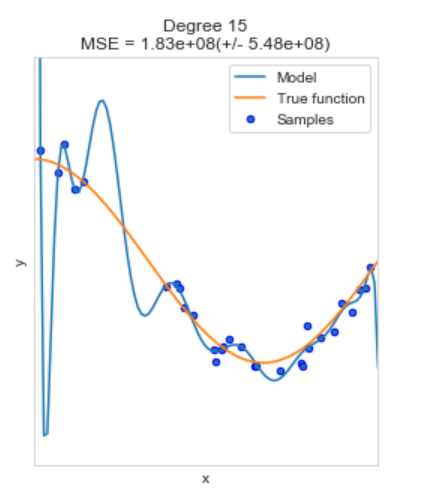 Degree 15
MSE = 1.83e+08(+/- 5.48e+08)
Model
True function
Samples
y
x